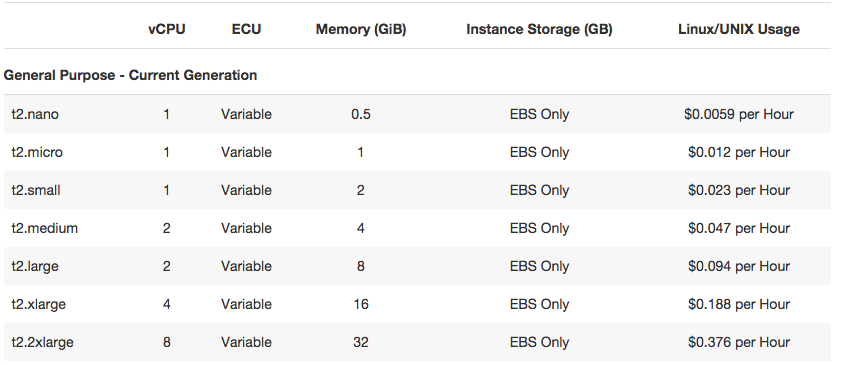 vCPU ECU Memory (GiB) Instance Storage (GB) Linux/UNIX Usage
General Purpose - Current Generation
t2.nano 1 Variable 0.5 EBS Only $0.0059 per Hour
t2.micro 1 Variable 1 EBS Only $0.012 per Hour
t2.small 1 Variable 2 EBS Only $0.023 per Hour
t2.medium 2 Variable 4 EBS Only $0.047 per Hour
t2.large 2 Variable 8 EBS Only $0.094 per Hour
t2.xlarge 4 Variable 16 EBS Only $0.188 per Hour
t2.2xlarge 8 Variable 32 EBS Only $0.376 per Hour